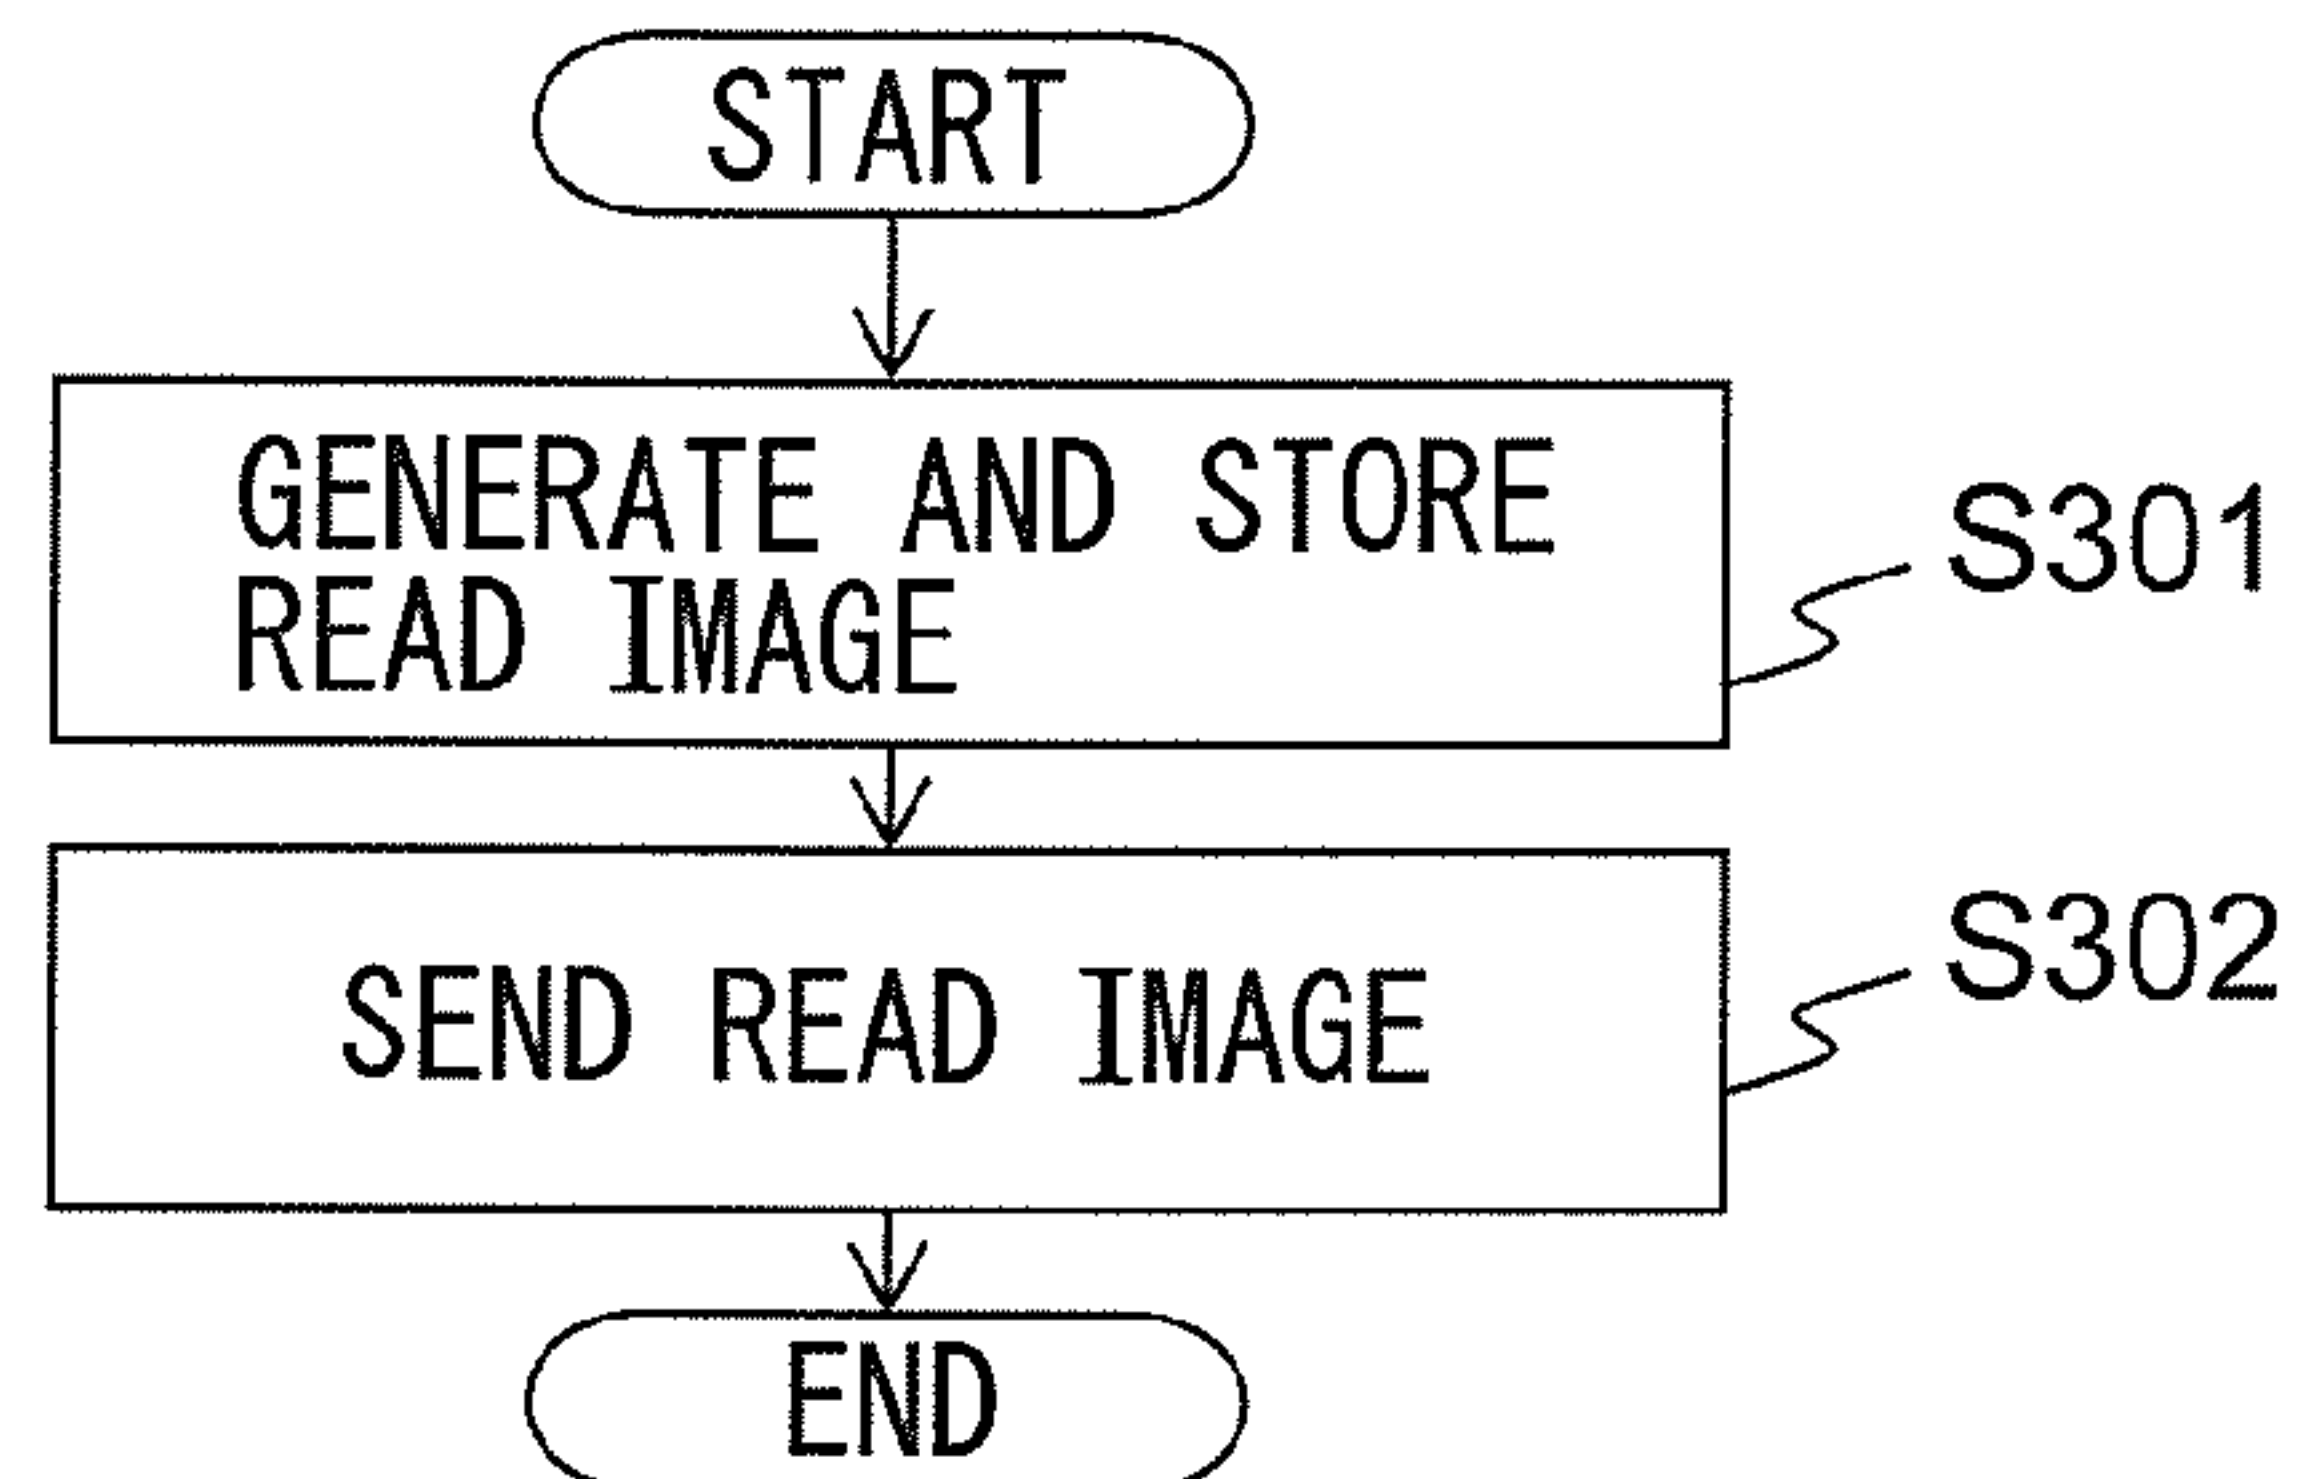 START
GENERATE AND STORE
READ IMAGE
S301
SEND READ IMAGE
S302
END